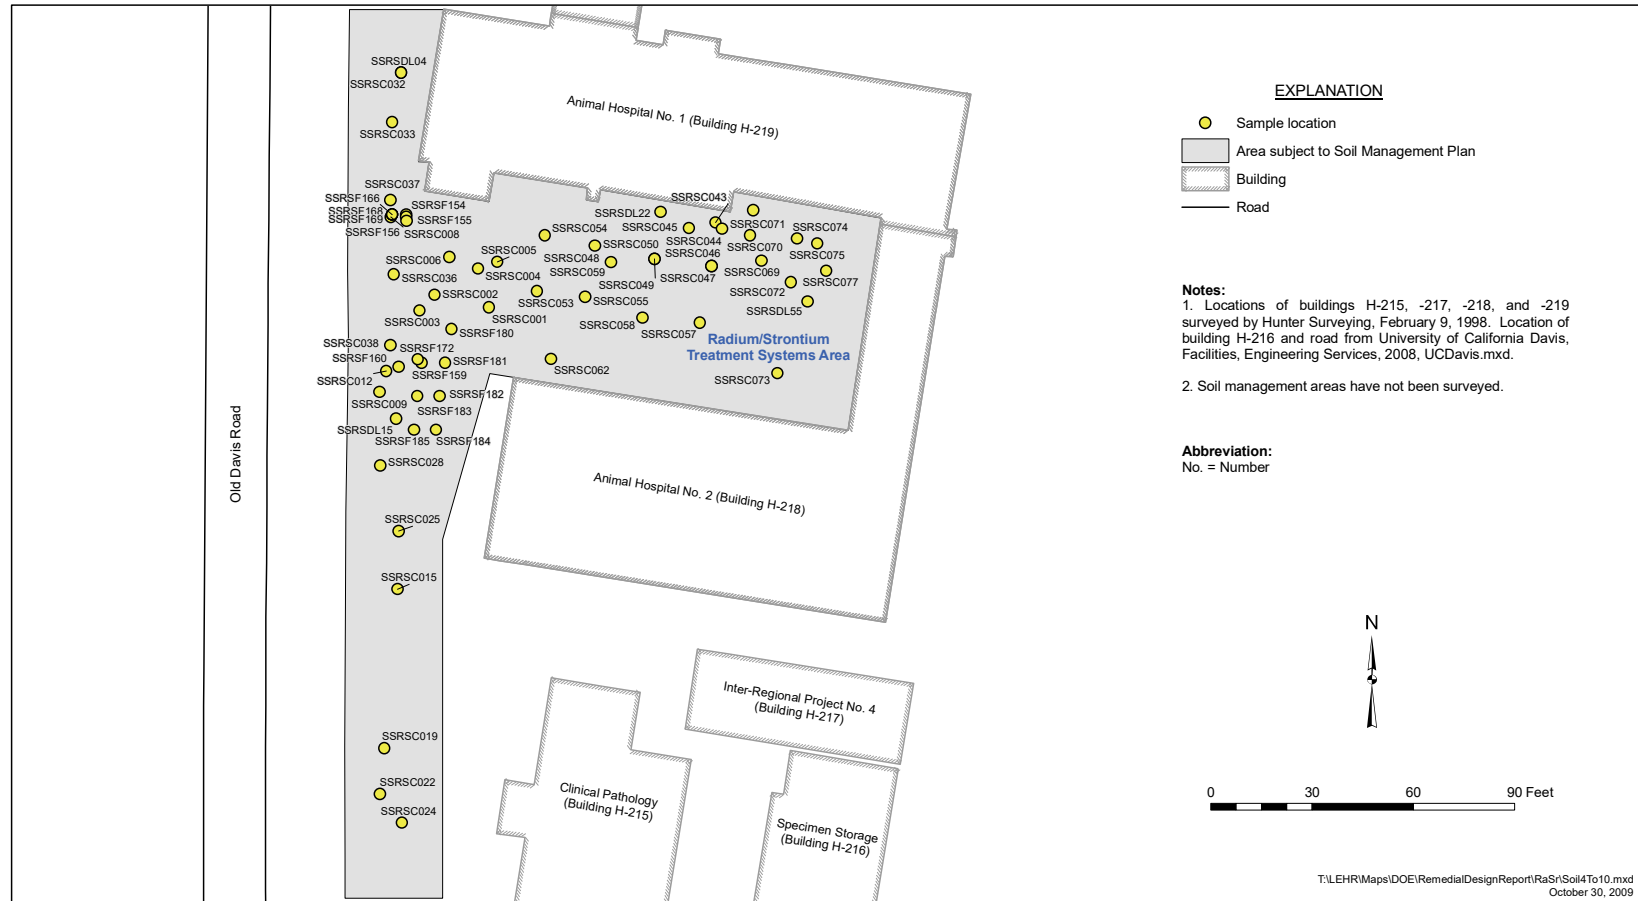 SSRSDL04
SSRSC032
SSRSC033
SSRSC037
SSRSF166
SSRSF168
SSRSF169
SSRSF154
SSRSF155
SSRSF156
SSRSC008
SSRSC006
SSRSC036
SSRSC005
SSRSC004
SSRSC002
SSRSC003
SSRSC001
SSRSF180
SSRSC038
SSRSF172
SSRSF160
SSRSF181
SSRSF159
SSRSC012
SSRSC009
SSRSF182
SSRSF183
SSRSDL15
SSRSF185
SSRSF184
SSRSC028
SSRSC025
SSRSC015
SSRSC019
SSRSC022
SSRSC024
SSRSC054
SSRSC048
SSRSC050
SSRSC059
SSRSC049
SSRSC053
SSRSC055
SSRSC058
SSRSC057
SSRSC062
SSRSDL22
SSRSC045
SSRSC043
SSRSC044
SSRSC046
SSRSC047
SSRSC071
SSRSC070
SSRSC069
SSRSC074
SSRSC075
SSRSC072
SSRSC077
SSRSDL55
SSRSC073
Radium/Strontium
Treatment Systems Area
Old Davis Road
Animal Hospital No. 1 (Building H-219)
Animal Hospital No. 2 (Building H-218)
Inter-Regional Project No. 4
(Building H-217)
Clinical Pathology
(Building H-215)
Specimen Storage
(Building H-216)
EXPLANATION
Sample location
Area subject to Soil Management Plan
Building
Road
Notes:
1. Locations of buildings H-215, -217, -218, and -219
surveyed by Hunter Surveying, February 9, 1998. Location of
building H-216 and road from University of California Davis,
Facilities, Engineering Services, 2008, UCDavis.mxd.
2. Soil management areas have not been surveyed.
Abbreviation:
No. = Number
N
0 30 60 90 Feet
T:\LEHR\Maps\DOE\RemedialDesignReport\RaSr\Soil4To10.mxd
October 30, 2009